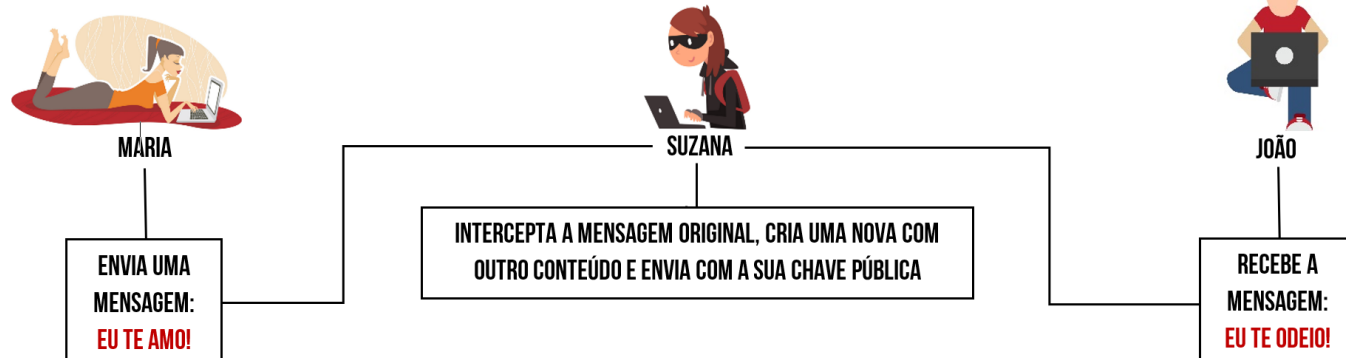 MARIA
SUZANA
JOÃO
ENVIA UMA
MENSAGEM:
EU TE AMO!
INTERCEPTA A MENSAGEM ORIGINAL, CRIA UMA NOVA COM
OUTRO CONTEÚDO E ENVIA COM A SUA CHAVE PÚBLICA
RECEBE A
MENSAGEM:
EU TE ODEIO!